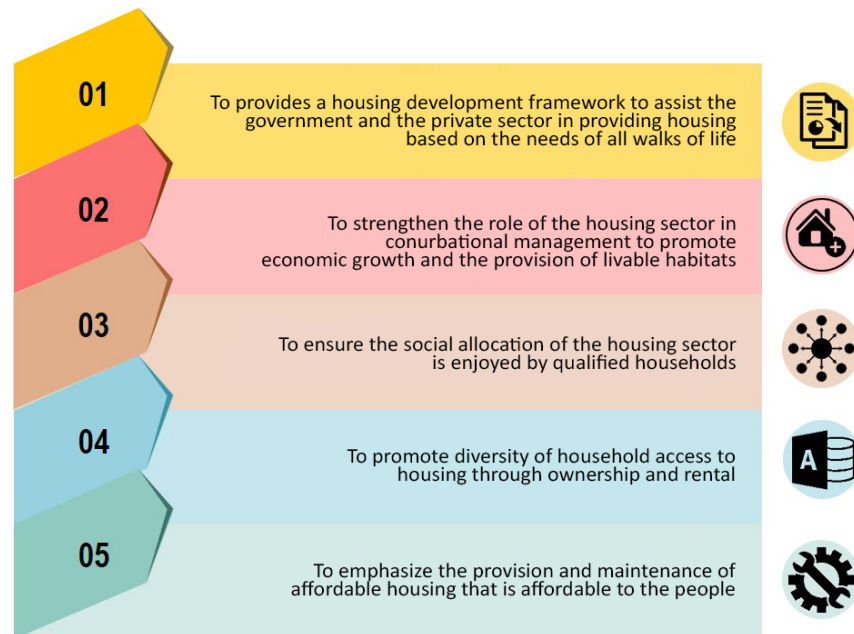 01
To provides a housing development framework to assist the
government and the private sector in providing housing
based on the needs of all walks of life
02
To strengthen the role of the housing sector in
conurbational management to promote
economic growth and the provision of livable habitats
03
To ensure the social allocation of the housing sector
is enjoyed by qualified households
04
To promote diversity of household access to
housing through ownership and rental
A
05
To emphasize the provision and maintenance of
affordable housing that is affordable to the people